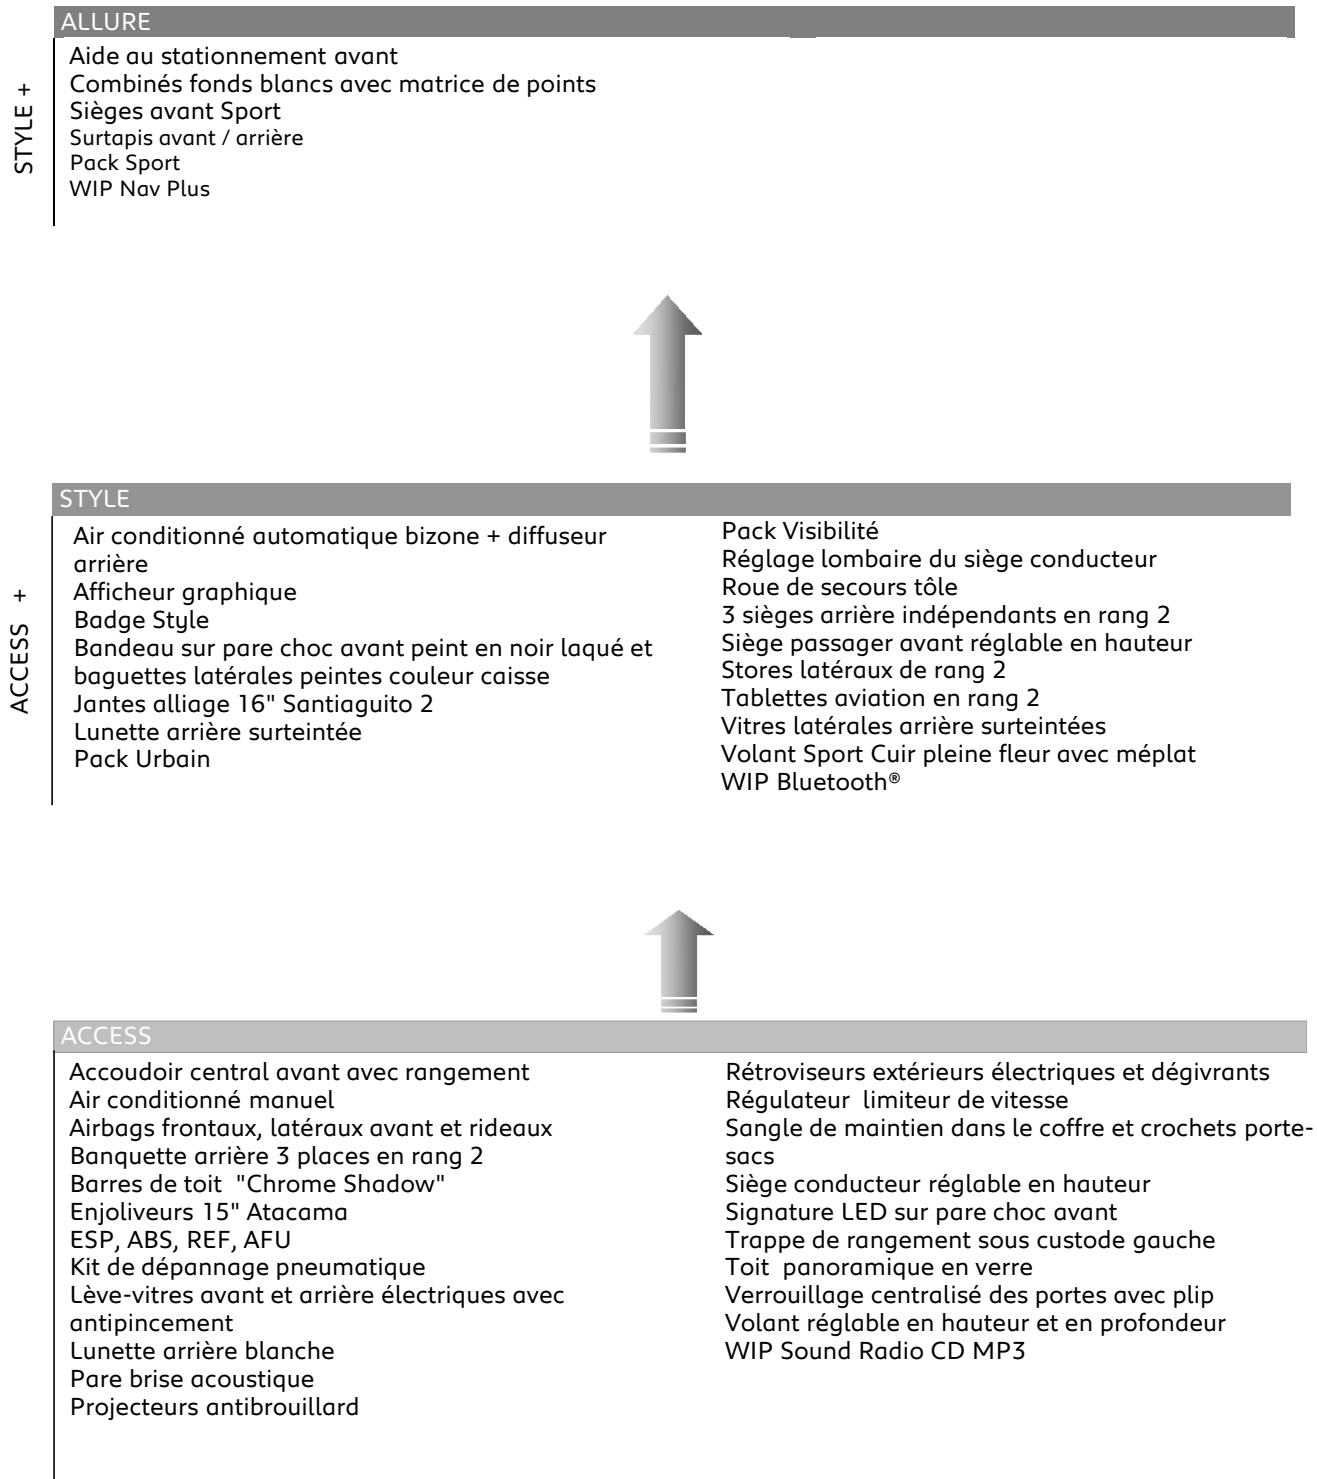 ALLURE
STYLE +
Aide au stationnement avant
Combinés fonds blancs avec matrice de points
Sièges avant Sport
Surtapis avant / arrière
Pack Sport
WIP Nav Plus
STYLE
ACCESS +
Air conditionné automatique bizone + diffuseur
arrière
Afficheur graphique
Badge Style
Bandeau sur pare choc avant peint en noir laqué et
baguettes latérales peintes couleur caisse
Jantes alliage 16" Santiaguito 2
Lunette arrière surteintée
Pack Urbain
Pack Visibilité
Réglage lombaire du siège conducteur
Roue de secours tôle
3 sièges arrière indépendants en rang 2
Siège passager avant réglable en hauteur
Stores latéraux de rang 2
Tablettes aviation en rang 2
Vitres latérales arrière surteintées
Volant Sport Cuir pleine fleur avec méplat
WIP Bluetooth®
ACCESS
Accoudoir central avant avec rangement
Air conditionné manuel
Airbags frontaux, latéraux avant et rideaux
Banquette arrière 3 places en rang 2
Barres de toit "Chrome Shadow"
Enjoliveurs 15" Atacama
ESP, ABS, REF, AFU
Kit de dépannage pneumatique
Lève-vitres avant et arrière électriques avec
antipincement
Lunette arrière blanche
Pare brise acoustique
Projecteurs antibrouillard
Rétroviseurs extérieurs électriques et dégivrants
Régulateur limiteur de vitesse
Sangle de maintien dans le coffre et crochets porte-
sacs
Siège conducteur réglable en hauteur
Signature LED sur pare choc avant
Trappe de rangement sous custode gauche
Toit panoramique en verre
Verrouillage centralisé des portes avec plip
Volant réglable en hauteur et en profondeur
WIP Sound Radio CD MP3